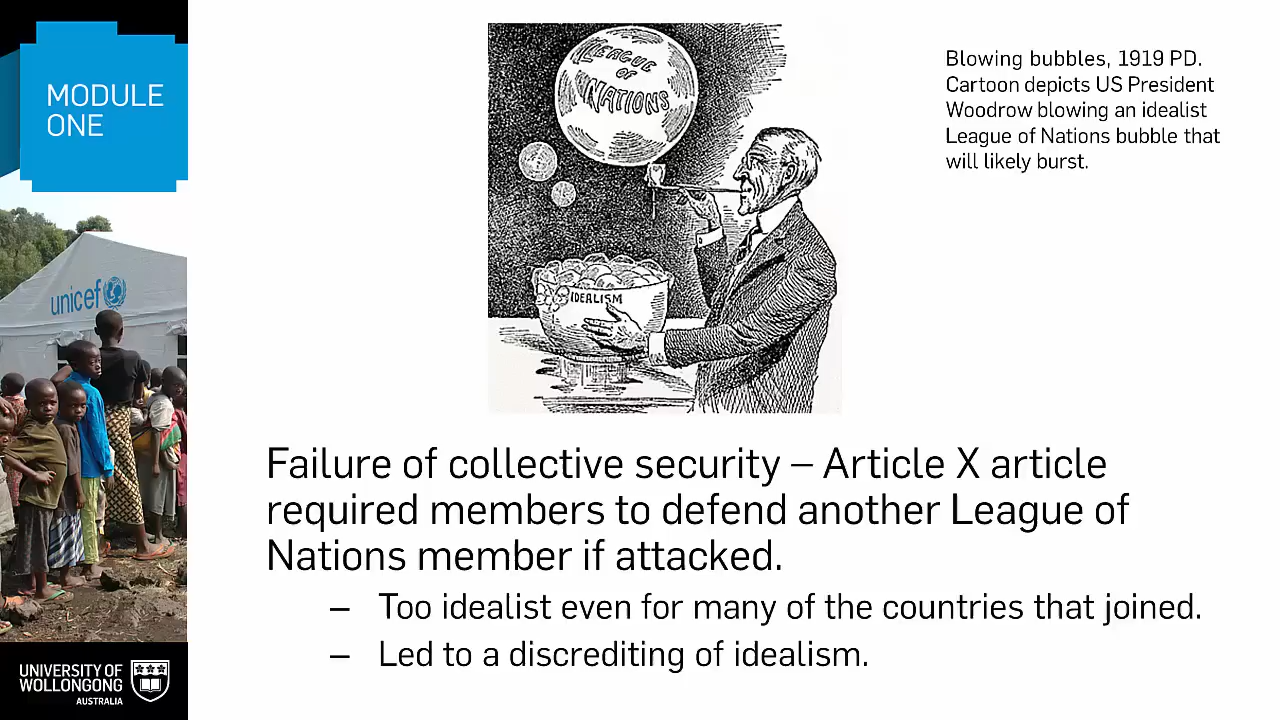 MODULE
ONE
LEAGUE
OF
NATIONS
IDEALISM
Blowing bubbles, 1919 PD.
Cartoon depicts US President
Woodrow blowing an idealist
League of Nations bubble that
will likely burst.
unicef
Failure of collective security – Article X article
required members to defend another League of
Nations member if attacked.
– Too idealist even for many of the countries that joined.
– Led to a discrediting of idealism.
UNIVERSITY OF
WOLLONGONG
AUSTRALIA